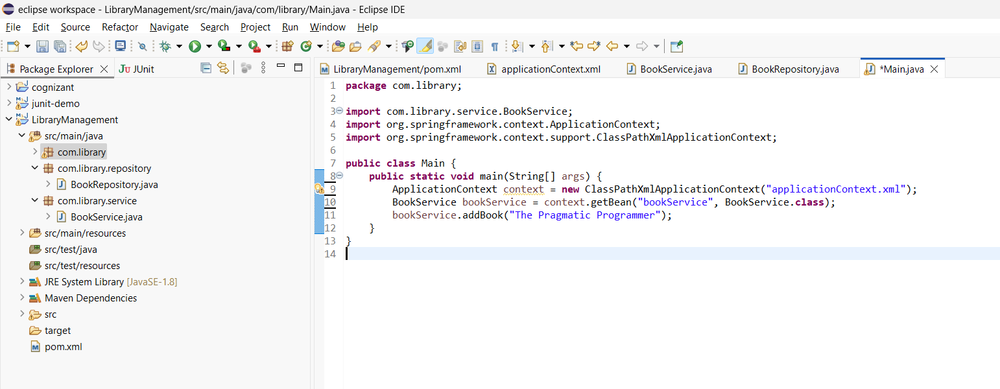 eclipse workspace - LibraryManagement/src/main/java/com/library/Main.java - Eclipse IDE
File Edit Source Refactor Navigate Search Project Run Window Help
Package Explorer JUnit
cognizant
junit-demo
LibraryManagement
src/main/java
com.library
com.library.repository
BookRepository.java
com.library.service
BookService.java
src/main/resources
src/test/java
src/test/resources
JRE System Library [JavaSE-1.8]
Maven Dependencies
src
target
pom.xml
LibraryManagement/pom.xml applicationContext.xml BookService.java BookRepository.java *Main.java
1 package com.library;
2
3 import com.library.service.BookService;
4 import org.springframework.context.ApplicationContext;
5 import org.springframework.context.support.ClassPathXmlApplicationContext;
6
7 public class Main {
8     public static void main(String[] args) {
9         ApplicationContext context = new ClassPathXmlApplicationContext("applicationContext.xml");
10         BookService bookService = context.getBean("bookService", BookService.class);
11         bookService.addBook("The Pragmatic Programmer");
12     }
13 }
14